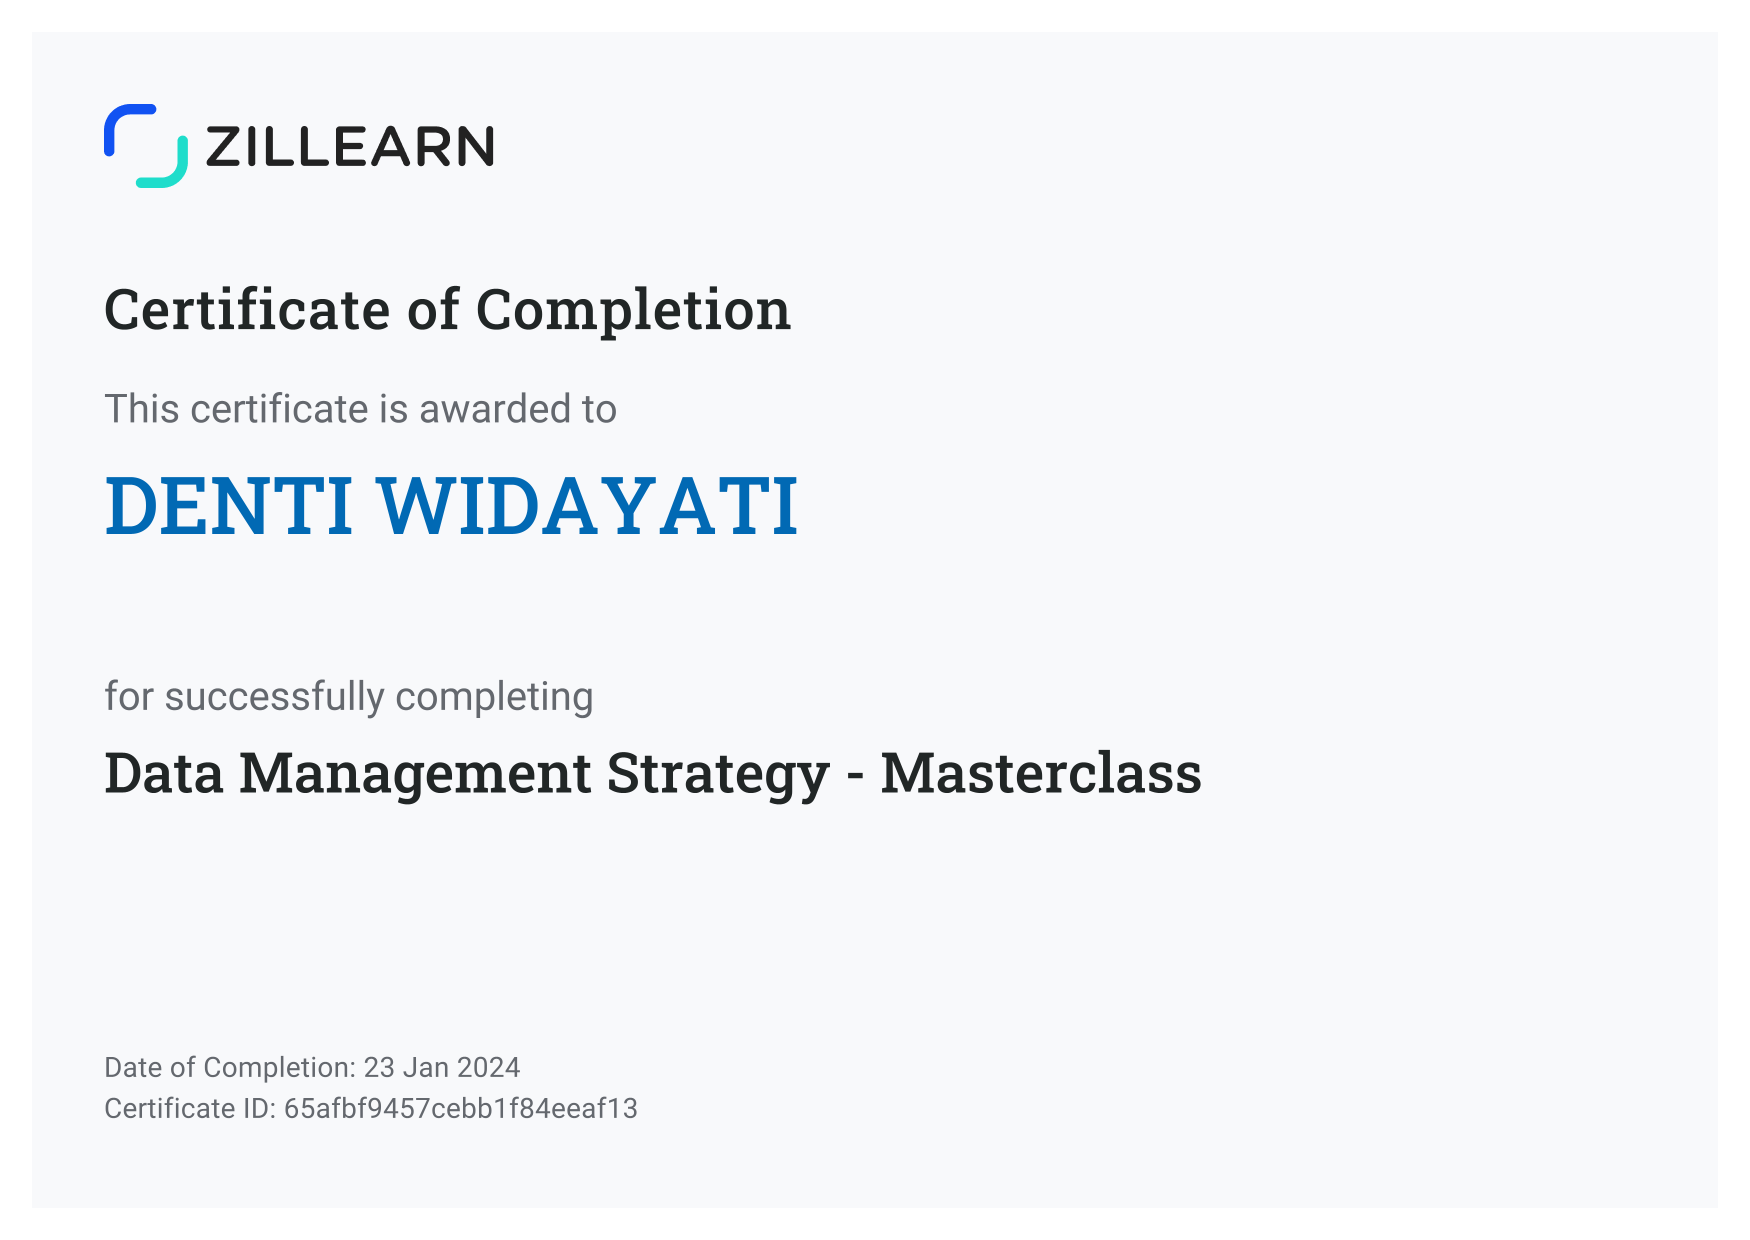 ZILLEARN
Certificate of Completion
This certificate is awarded to
DENTI WIDAYATI
for successfully completing
Data Management Strategy - Masterclass
Date of Completion: 23 Jan 2024
Certificate ID: 65afbf9457cebb1f84eeaf13